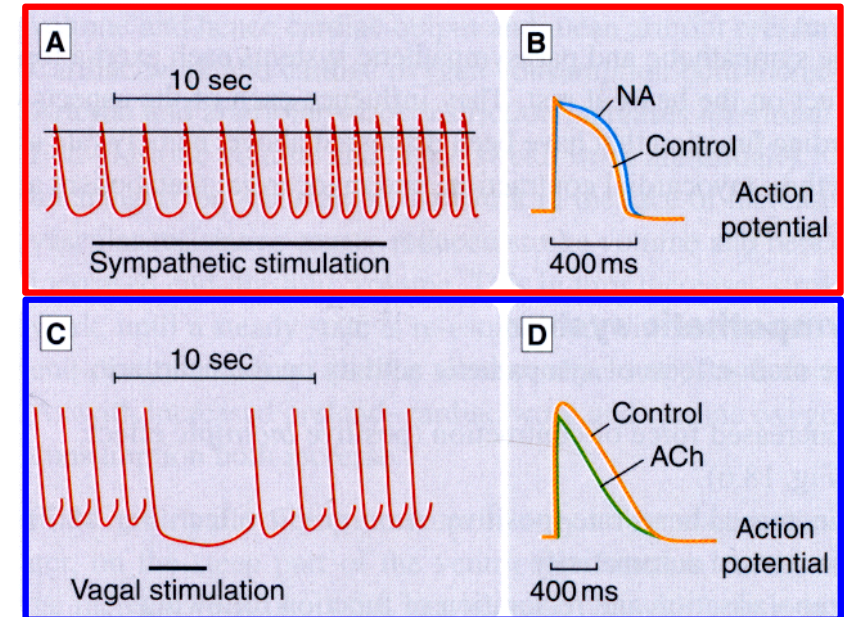 A
10 sec
Sympathetic stimulation
B
NA
Control
Action
potential
400 ms
C
10 sec
Vagal stimulation
D
Control
ACh
Action
potential
400 ms